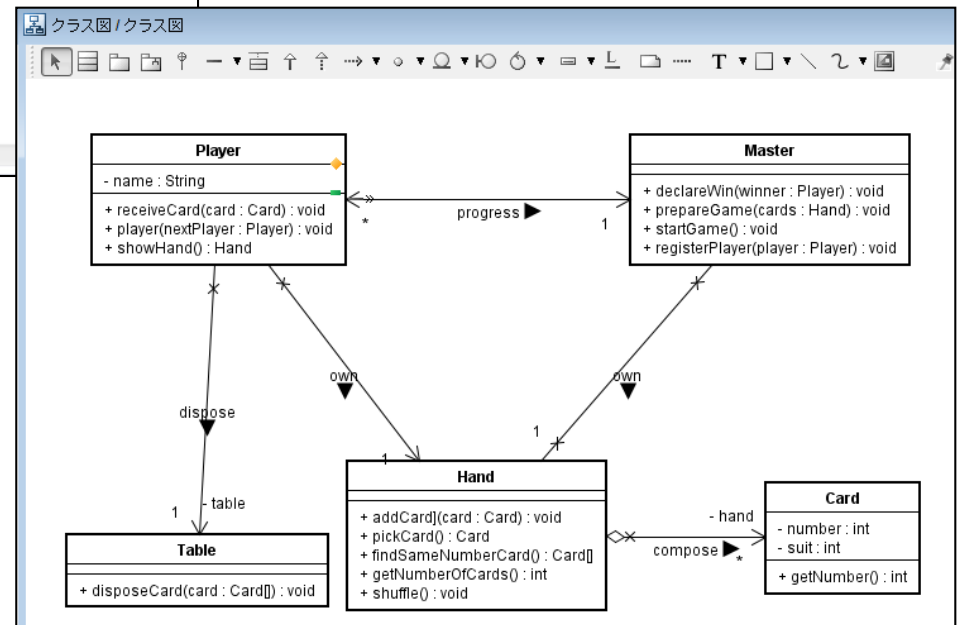 クラス図 / クラス図
T
Player
- name : String
+ receiveCard(card : Card) : void
+ player(nextPlayer : Player) : void
+ showHand() : Hand
Master
+ declareWin(winner : Player) : void
+ prepareGame(cards : Hand) : void
+ startGame() : void
+ registerPlayer(player : Player) : void
*
progress
1
own
own
dispose
1
- table
1
1
Table
+ disposeCard(card : Card[]) : void
Hand
+ addCard](card : Card) : void
+ pickCard() : Card
+ findSameNumberCard() : Card[]
+ getNumberOfCards() : int
+ shuffle() : void
- hand
compose
*
Card
- number : int
- suit : int
+ getNumber() : int